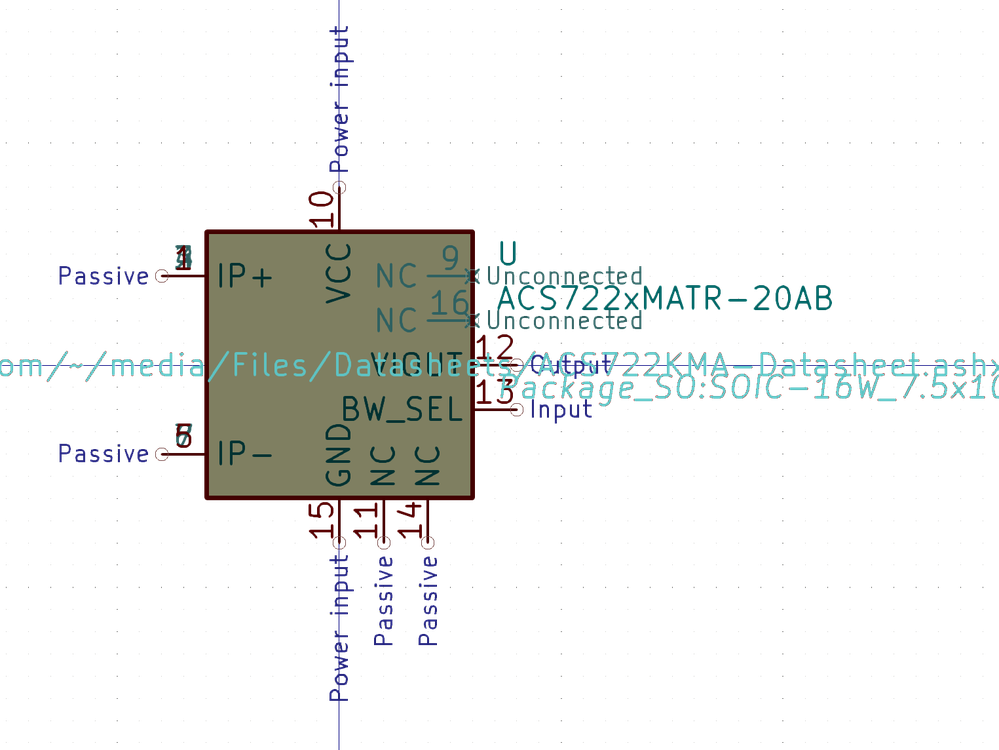 Power input
10
VCC
U
1
Passive
IP+
NC
9
Unconnected
ACS722xMATR-20AB
NC
16
Unconnected
VIOUT
12
Output
om/~/media/Files/Datasheets/ACS722KMA-Datasheet.ashx
Package_SO:SOIC-16W_7.5x10
BW_SEL
13
Input
Passive
IP-
GND
NC
NC
15
11
14
Power input
Passive
Passive